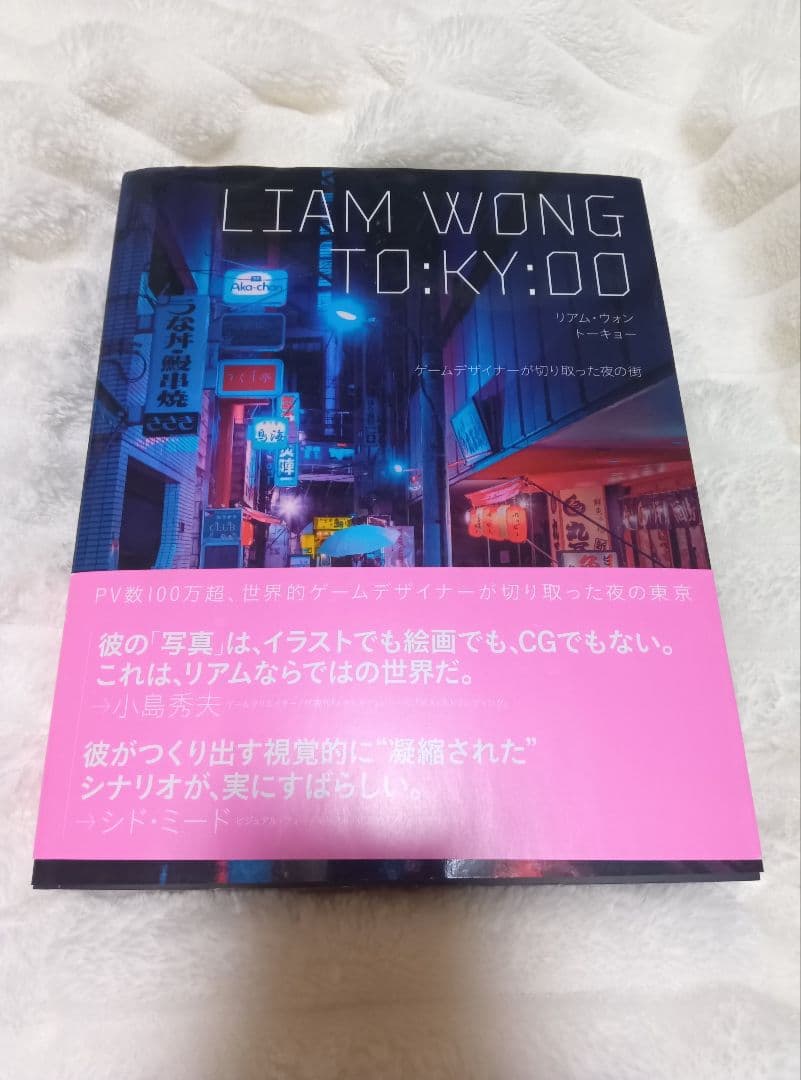 LIAM WONG
TO:KY:OO
リアム・ウォン
トーキョー
ゲームデザイナーが切り取った夜の街
Aka-chan
うな丼・鰻串焼
鳥海
CLUB
PV数100万超、世界的ゲームデザイナーが切り取った夜の東京
彼の「写真」は、イラストでも絵画でも、CGでもない。
これは、リアムならではの世界だ。
→小島秀夫
彼がつくり出す視覚的に“凝縮された”
シナリオが、実にすばらしい。
→シド・ミード